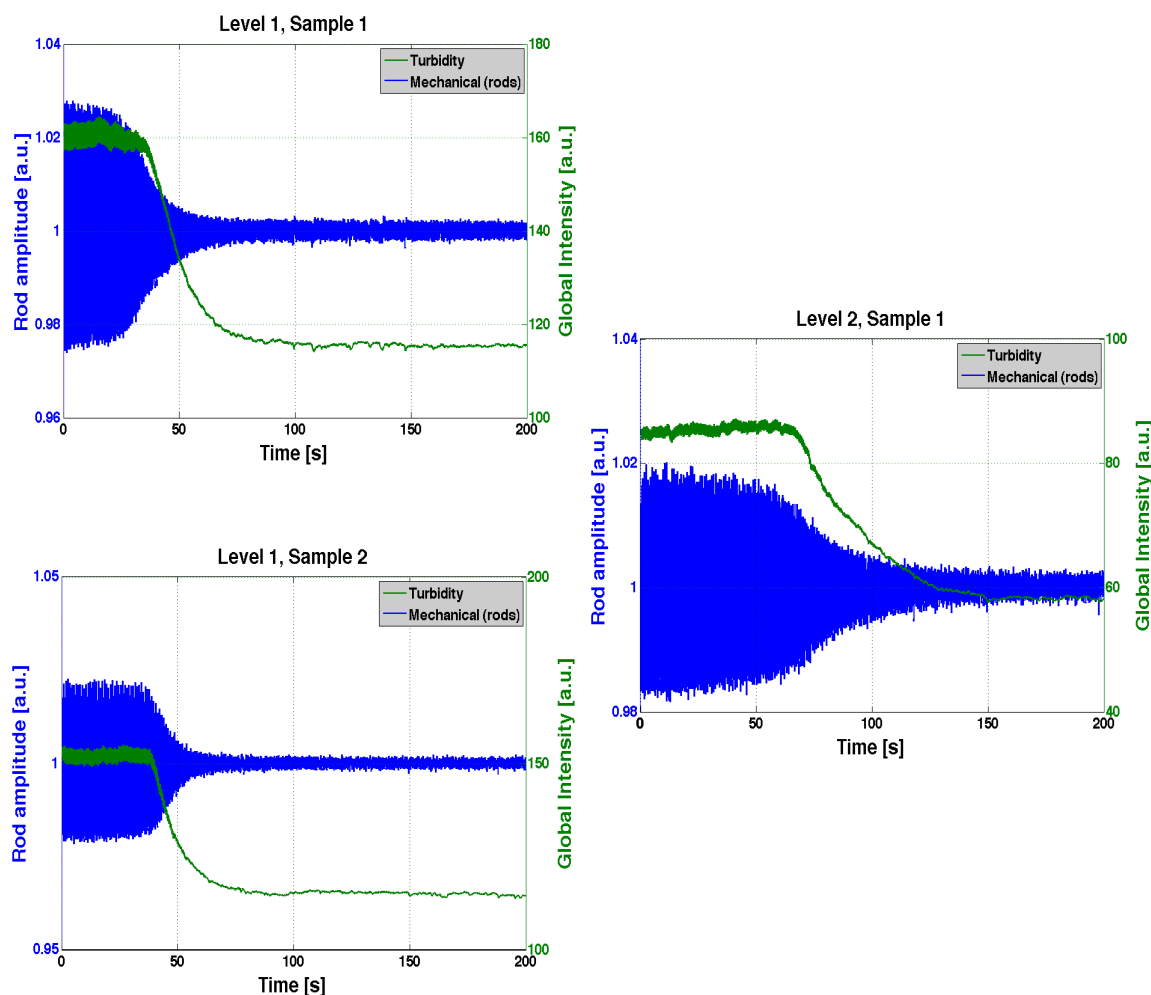 Level 1, Sample 1
1.04
1.02
1
0.98
0.96
Rod amplitude [a.u.]
180
160
140
120
100
Global Intensity [a.u.]
Turbidity
Mechanical (rods)
0 50 100 150 200
Time [s]
Level 2, Sample 1
1.04
1.02
1
0.98
Rod amplitude [a.u.]
100
80
60
40
Global Intensity [a.u.]
Turbidity
Mechanical (rods)
0 50 100 150 200
Time [s]
Level 1, Sample 2
1.05
1
0.95
Rod amplitude [a.u.]
200
150
100
Global Intensity [a.u.]
Turbidity
Mechanical (rods)
0 50 100 150 200
Time [s]